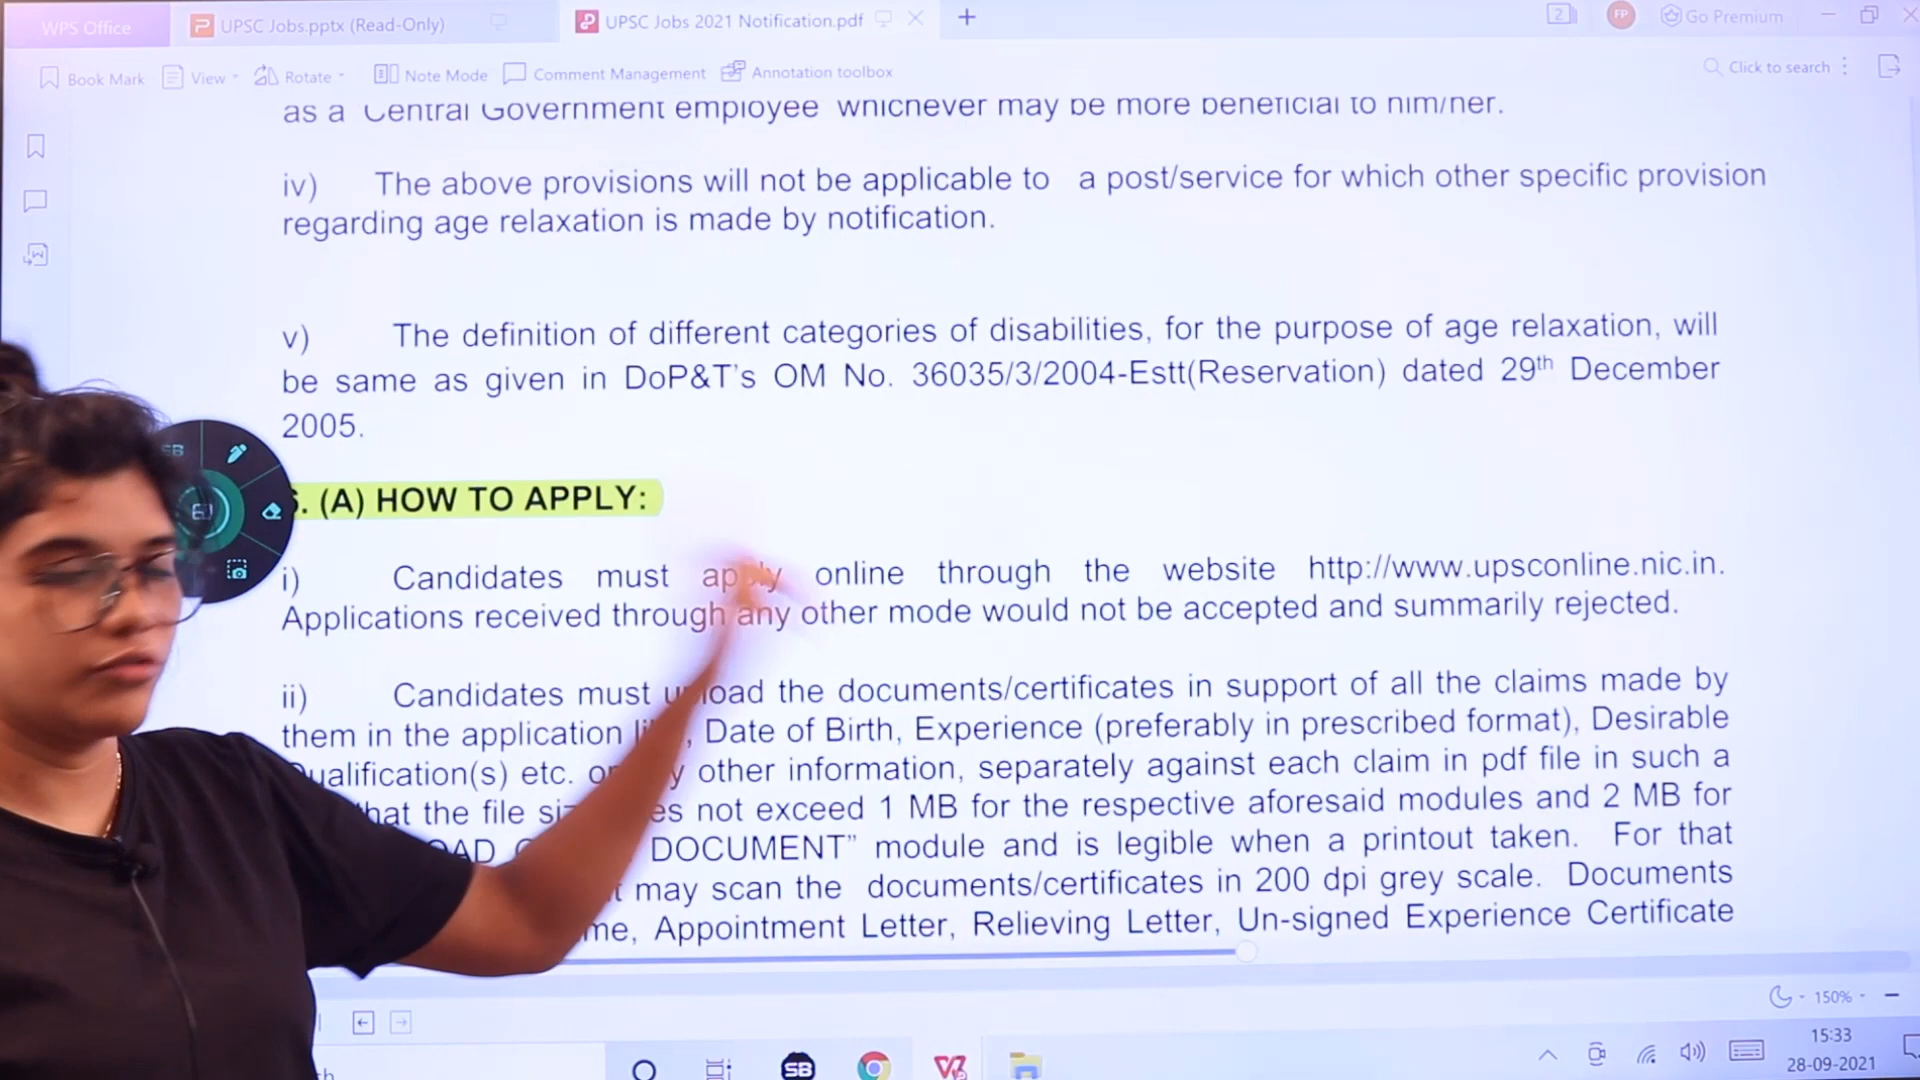 WPS Office
UPSC Jobs.pptx (Read-Only)
UPSC Jobs 2021 Notification.pdf
2
FP
Go Premium
Book Mark
View
Rotate
Note Mode
Comment Management
Annotation toolbox
Click to search
as a Central Government employee whichever may be more beneficial to him/her.
iv) The above provisions will not be applicable to a post/service for which other specific provision
regarding age relaxation is made by notification.
v) The definition of different categories of disabilities, for the purpose of age relaxation, will
be same as given in DoP&T's OM No. 36035/3/2004-Estt(Reservation) dated 29th December
2005.
. (A) HOW TO APPLY:
i) Candidates must apply online through the website http://www.upsconline.nic.in.
Applications received through any other mode would not be accepted and summarily rejected.
ii) Candidates must upload the documents/certificates in support of all the claims made by
them in the application , Date of Birth, Experience (preferably in prescribed format), Desirable
Qualification(s) etc. other information, separately against each claim in pdf file in such a
that the file not exceed 1 MB for the respective aforesaid modules and 2 MB for
DOCUMENT" module and is legible when a printout taken. For that
may scan the documents/certificates in 200 dpi grey scale. Documents
Appointment Letter, Relieving Letter, Un-signed Experience Certificate
150%
SB
15:33
28-09-2021